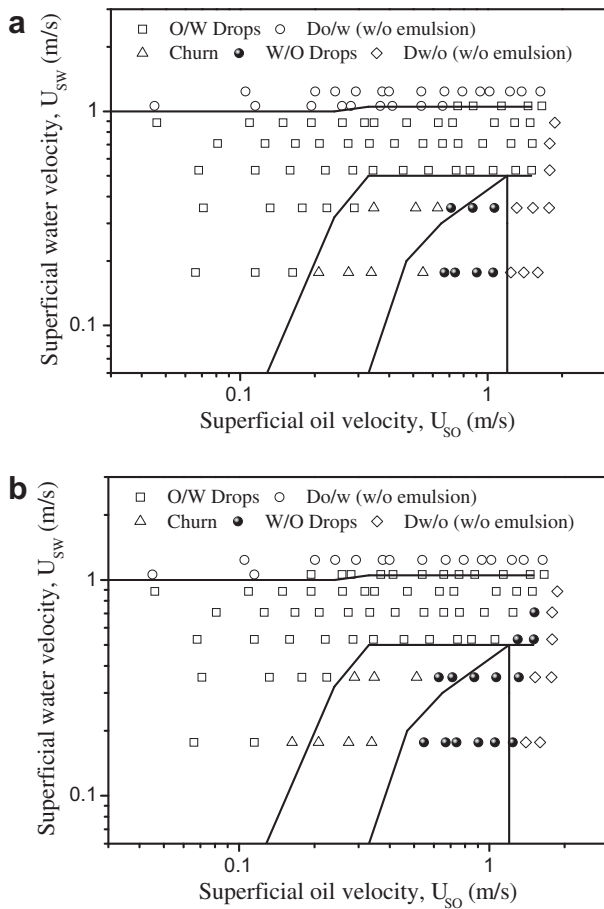 a
□ O/W Drops ○ Do/w (w/o emulsion)
△ Churn ● W/O Drops ◇ Dw/o (w/o emulsion)
Superficial water velocity, U_SW (m/s)
1
0.1
0.1 1
Superficial oil velocity, U_SO (m/s)
b
□ O/W Drops ○ Do/w (w/o emulsion)
△ Churn ● W/O Drops ◇ Dw/o (w/o emulsion)
Superficial water velocity, U_SW (m/s)
1
0.1
0.1 1
Superficial oil velocity, U_SO (m/s)